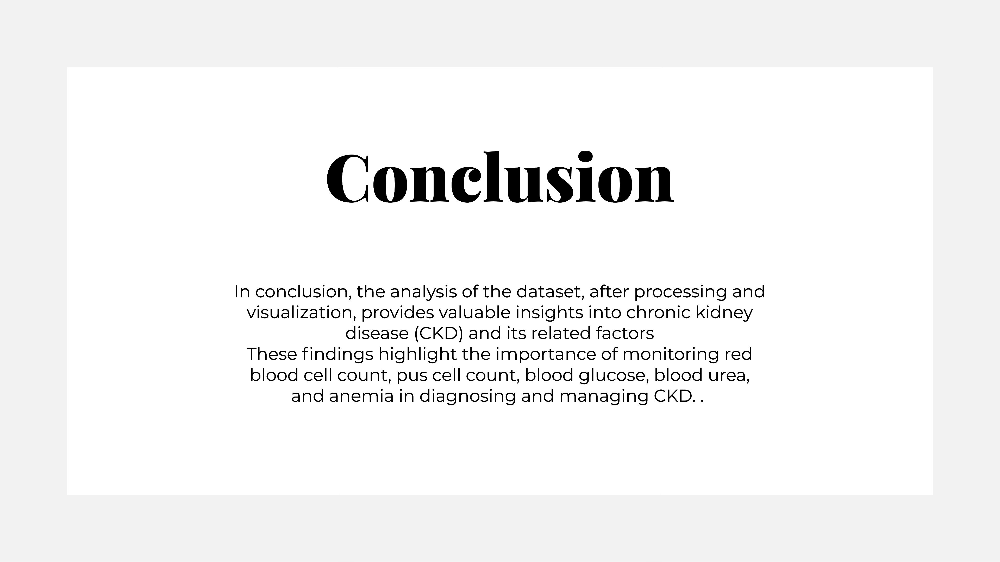 Conclusion
In conclusion, the analysis of the dataset, after processing and
visualization, provides valuable insights into chronic kidney
disease (CKD) and its related factors
These findings highlight the importance of monitoring red
blood cell count, pus cell count, blood glucose, blood urea,
and anemia in diagnosing and managing CKD. .